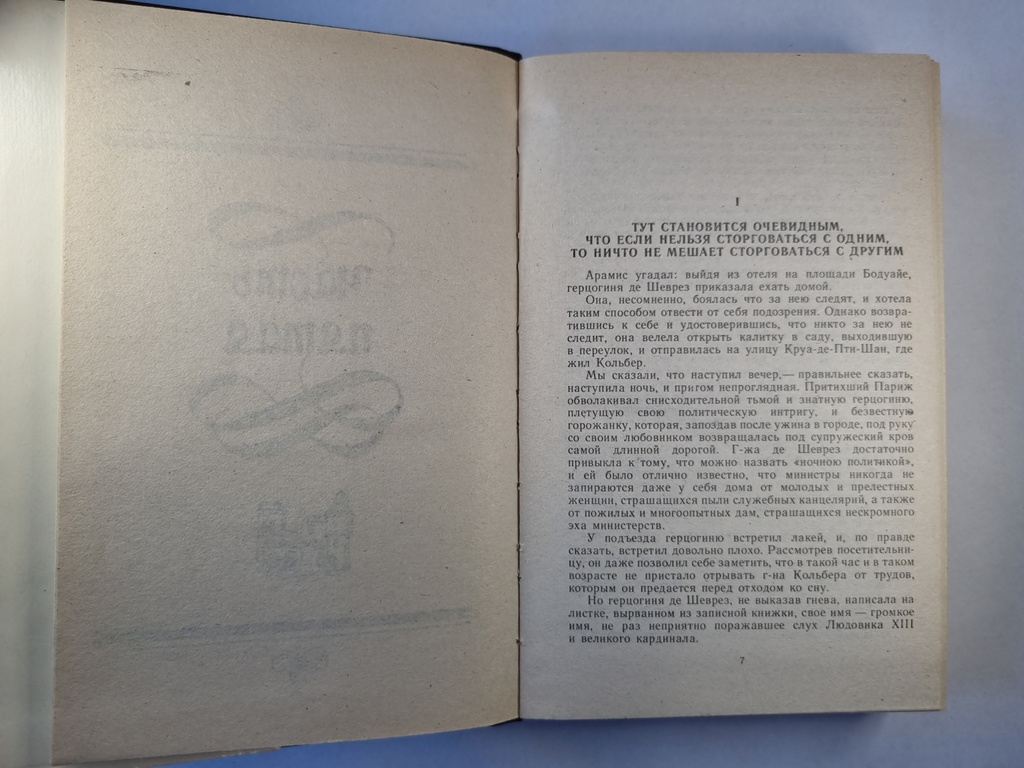 I
ТУТ СТАНОВИТСЯ ОЧЕВИДНЫМ,
ЧТО ЕСЛИ НЕЛЬЗЯ СТОРГОВАТЬСЯ С ОДНИМ,
ТО НИЧТО НЕ МЕШАЕТ СТОРГОВАТЬСЯ С ДРУГИМ
Арамис угадал: выйдя из отеля на площади Бодуайе,
герцогиня де Шеврез приказала ехать домой.
Она, несомненно, боялась что за нею следят, и хотела
таким способом отвести от себя подозрения. Однако возвра-
тившись к себе и удостоверившись, что никто за нею не
следит, она велела открыть калитку в саду, выходившую
в переулок, и отправилась на улицу Круа-де-Пти-Шан, где
жил Кольбер.
Мы сказали, что наступил вечер,— правильнее сказать,
наступила ночь, и притом непроглядная. Притихший Париж
обволакивал снисходительной тьмой и знатную герцогиню,
плетущую свою политическую интригу, и безвестную
горожанку, которая, запоздав после ужина в городе, под руку
со своим любовником возвращалась под супружеский кров
самой длинной дорогой. Г-жа де Шеврез достаточно
привыкла к тому, что можно назвать «ночною политикой»,
и ей было отлично известно, что министры никогда не
запираются даже у себя дома от молодых и прелестных
женщин, страшащихся пыли служебных канцелярий, а также
от пожилых и многоопытных дам, страшащихся нескромного
эха министерств.
У подъезда герцогиню встретил лакей, и, по правде
сказать, встретил довольно плохо. Рассмотрев посетительни-
цу, он даже позволил себе заметить, что в такой час и в таком
возрасте не пристало отрывать г-на Кольбера от трудов,
которым он предается перед отходом ко сну.
Но герцогиня де Шеврез, не выказав гнева, написала на
листке, вырванном из записной книжки, свое имя — громкое
имя, не раз неприятно поражавшее слух Людовика XIII
и великого кардинала.
7